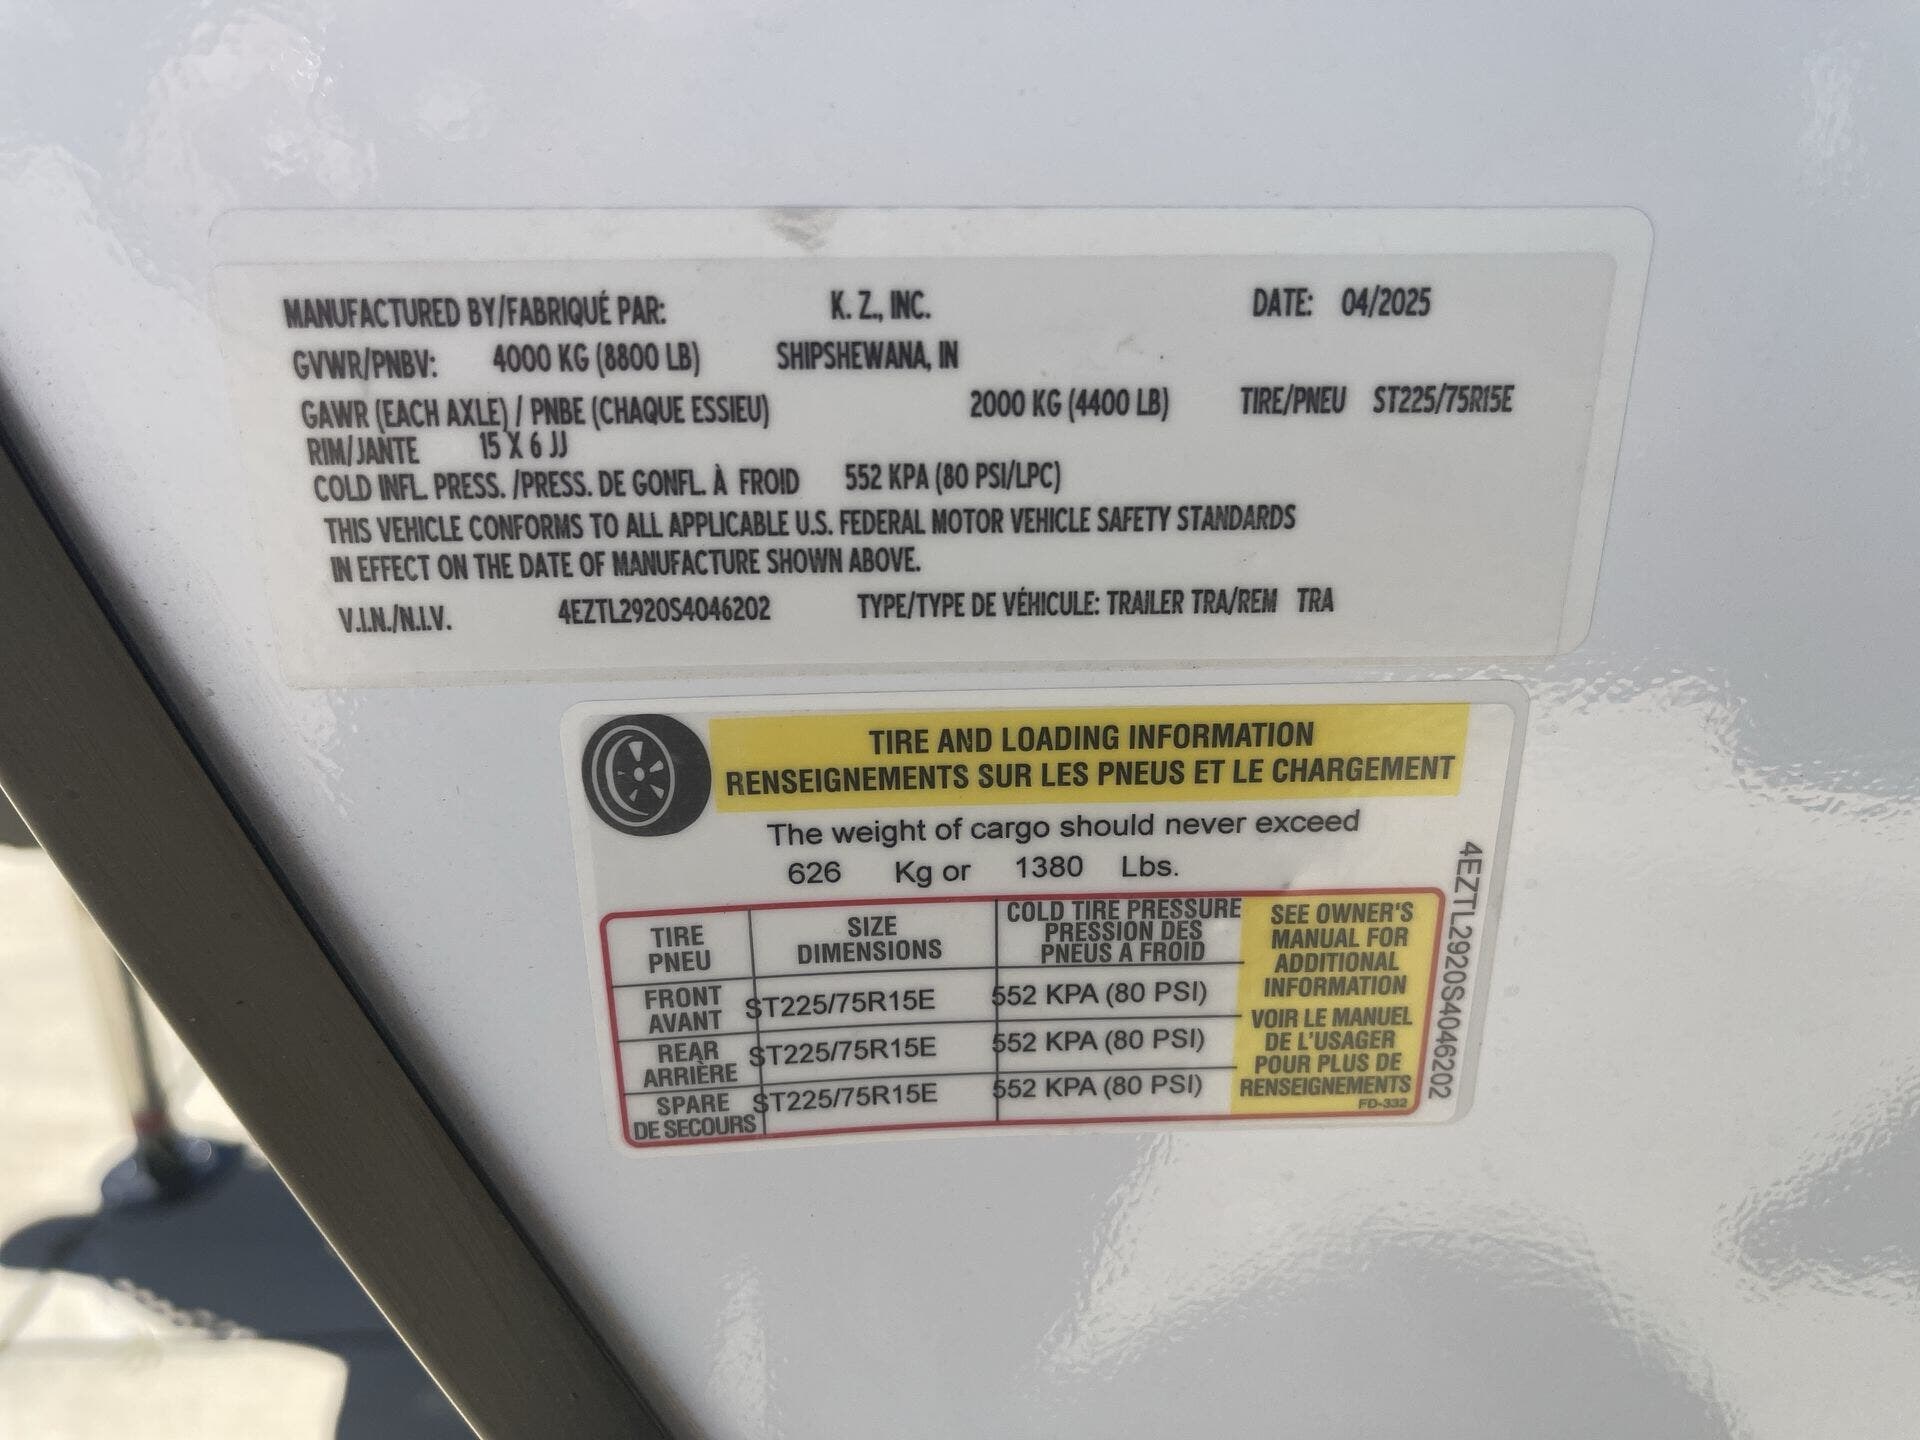 MANUFACTURED BY/FABRIQUÉ PAR: K. Z., INC. DATE: 04/2025
GVWR/PNBV: 4000 KG (8800 LB) SHIPSHEWANA, IN
GAWR (EACH AXLE) / PNBE (CHAQUE ESSIEU) 2000 KG (4400 LB) TIRE/PNEU ST225/75R15E
RIM/JANTE 15 X 6 JJ
COLD INFL. PRESS. /PRESS. DE GONFL. À FROID 552 KPA (80 PSI/LPC)
THIS VEHICLE CONFORMS TO ALL APPLICABLE U.S. FEDERAL MOTOR VEHICLE SAFETY STANDARDS
IN EFFECT ON THE DATE OF MANUFACTURE SHOWN ABOVE.
V.I.N./N.I.V. 4EZTL2920S4046202 TYPE/TYPE DE VÉHICULE: TRAILER TRA/REM TRA
TIRE AND LOADING INFORMATION
RENSEIGNEMENTS SUR LES PNEUS ET LE CHARGEMENT
The weight of cargo should never exceed
626 Kg or 1380 Lbs.
TIRE
PNEU
SIZE
DIMENSIONS
COLD TIRE PRESSURE
PRESSION DES
PNEUS A FROID
FRONT
AVANT
ST225/75R15E
552 KPA (80 PSI)
REAR
ARRIÈRE
ST225/75R15E
552 KPA (80 PSI)
SPARE
DE SECOURS
ST225/75R15E
552 KPA (80 PSI)
SEE OWNER'S
MANUAL FOR
ADDITIONAL
INFORMATION
VOIR LE MANUEL
DE L'USAGER
POUR PLUS DE
RENSEIGNEMENTS
FD-332
4EZTL2920S4046202